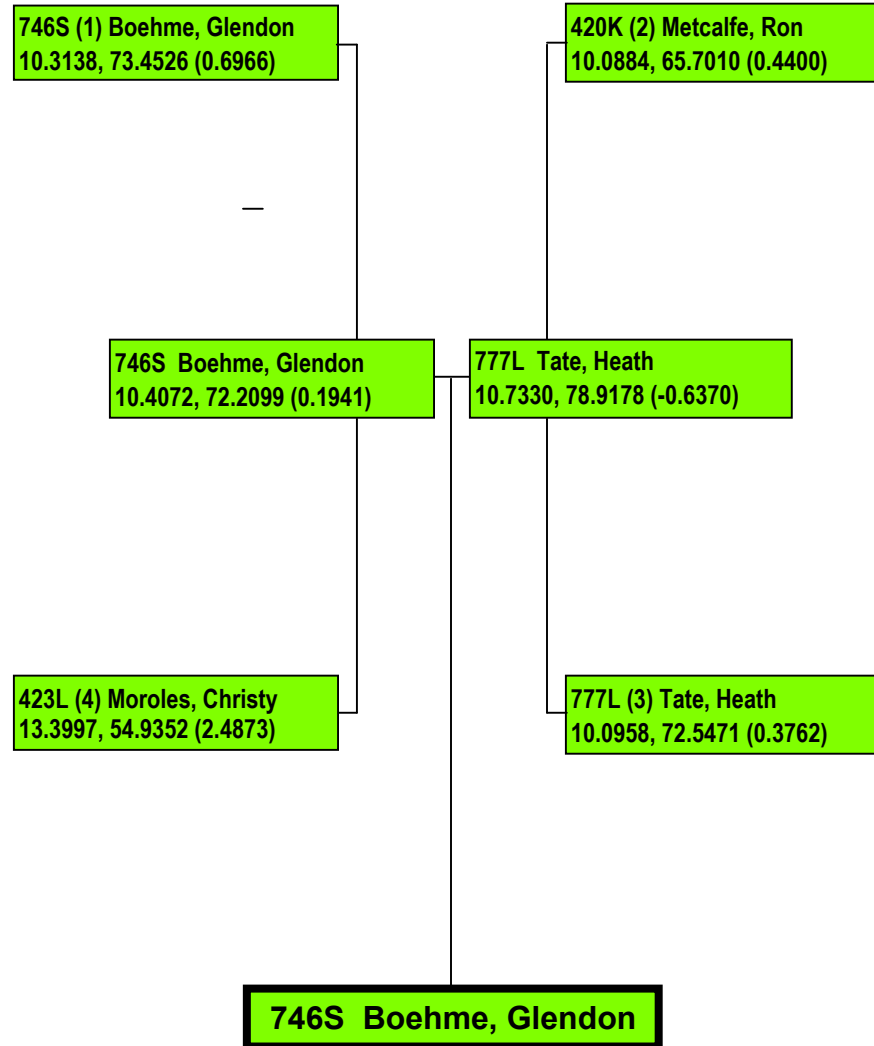 746S (1) Boehme, Glendon
10.3138, 73.4526 (0.6966)
420K (2) Metcalfe, Ron
10.0884, 65.7010 (0.4400)
746S Boehme, Glendon
10.4072, 72.2099 (0.1941)
777L Tate, Heath
10.7330, 78.9178 (-0.6370)
423L (4) Moroles, Christy
13.3997, 54.9352 (2.4873)
777L (3) Tate, Heath
10.0958, 72.5471 (0.3762)
746S Boehme, Glendon